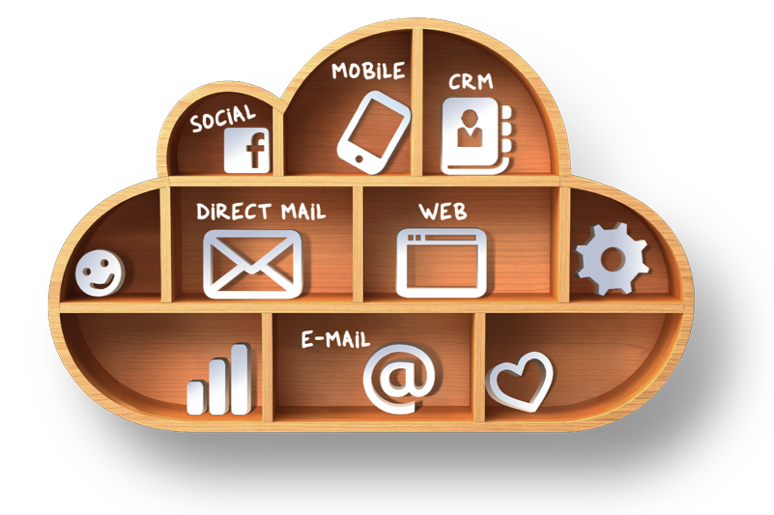 MOBILE
CRM
SOCiAL
f
DiRECT MAiL
WEB
E-MAiL
@